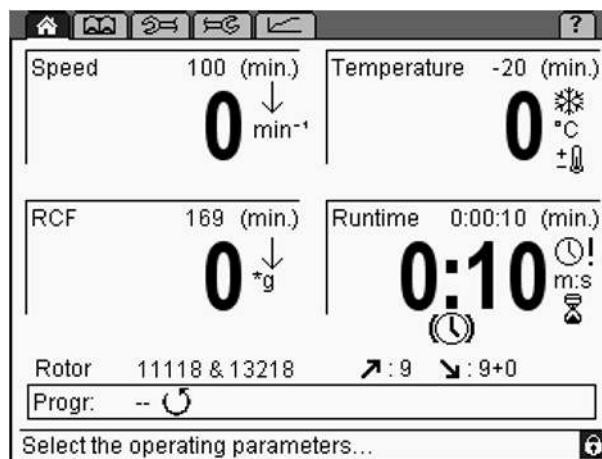 ?
Speed 100 (min.)
0 min⁻¹
Temperature -20 (min.)
0 °C
±
RCF 169 (min.)
0 *g
Runtime 0:00:10 (min.)
0:10 m:s
Rotor 11118 & 13218 ↗: 9 ↘: 9+0
Progr: --
Select the operating parameters...